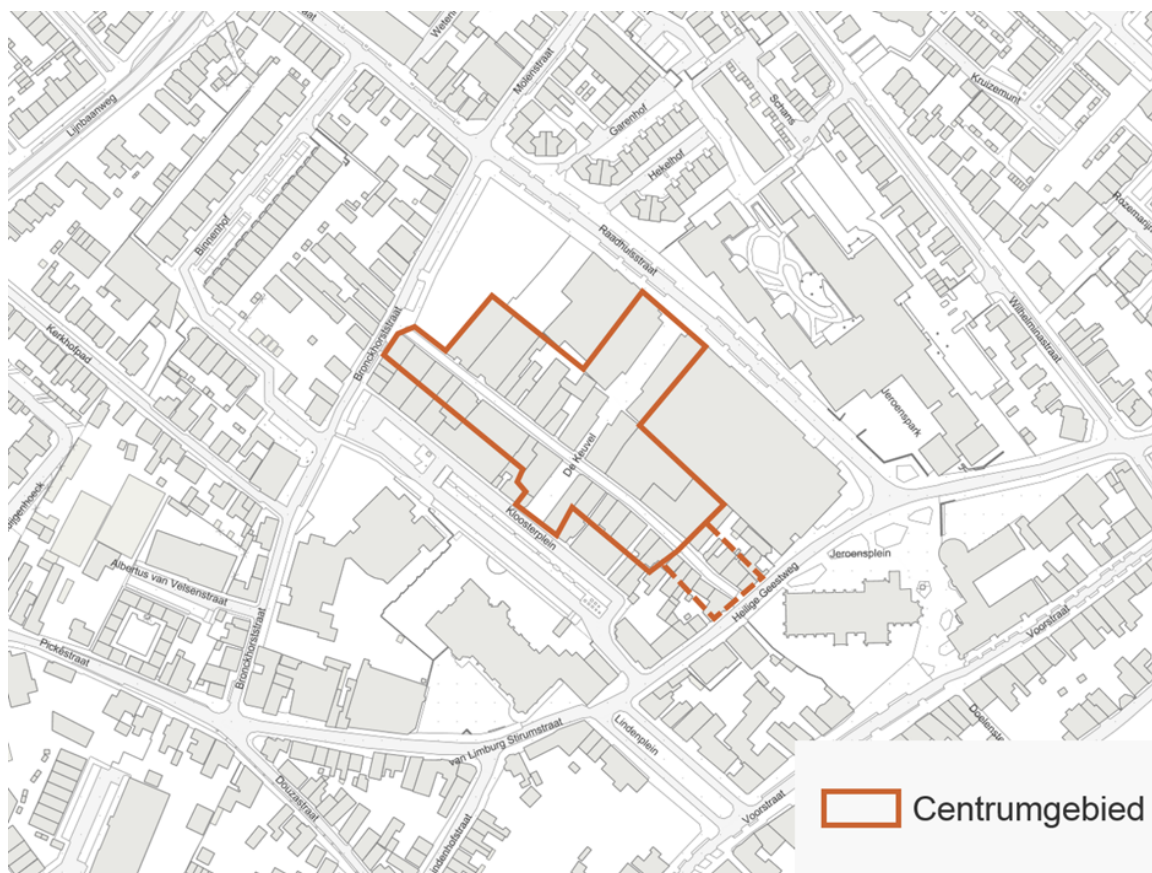 Molenstraat
Lijnbaanweg
Kruizemunt
Schans
Garenhof
Hekelhof
Binnenhof
Raadhuisstraat
Wilhelminastraat
Kerkhofpad
Bronckhorststraat
Jeroenspark
De Keuvel
Kloosterplein
Jeroensplein
Albertus van Velsenstraat
Heilige Geestweg
Voorstraat
Pickéstraat
Bronckhorststraat
Lindenplein
van Limburg Stirumstraat
Douzastraat
Voorstraat
Centrumgebied